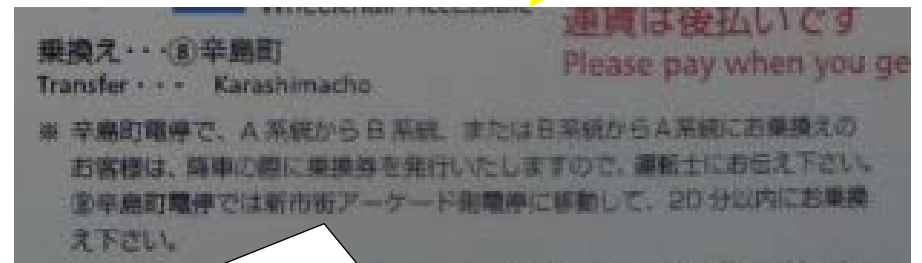 Wheelchair Accessible
運賃は後払いです
Please pay when you ge
乗換え・・・⑧辛島町
Transfer・・・ Karashimacho
※ 辛島町電停で、A 系統から B 系統、またはB系統からA系統にお乗換えの
お客様は、降車の際に乗換券を発行いたしますので、運転士にお伝え下さい。
⑧辛島町電停では新市街アーケード側電停に移動して、20 分以内にお乗換
え下さい。